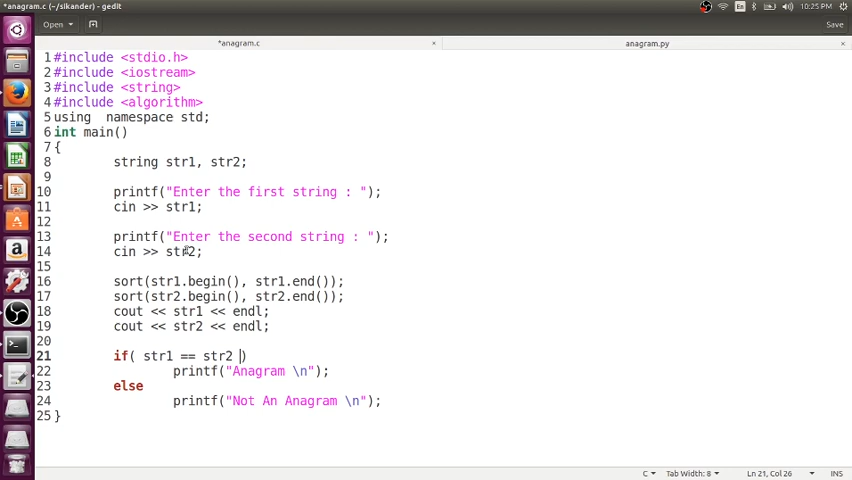 *anagram.c (~/sikander) - gedit
En
10:25 PM
Open
Save
*anagram.c
anagram.py
1 #include <stdio.h>
2 #include <iostream>
3 #include <string>
4 #include <algorithm>
5 using  namespace std;
6 int main()
7 {
8 string str1, str2;
9
10 printf("Enter the first string : ");
11 cin >> str1;
12
13 printf("Enter the second string : ");
14 cin >> str2;
15
16 sort(str1.begin(), str1.end());
17 sort(str2.begin(), str2.end());
18 cout << str1 << endl;
19 cout << str2 << endl;
20
21 if( str1 == str2 )
22 printf("Anagram \n");
23 else
24 printf("Not An Anagram \n");
25 }
C
Tab Width: 8
Ln 21, Col 26
INS